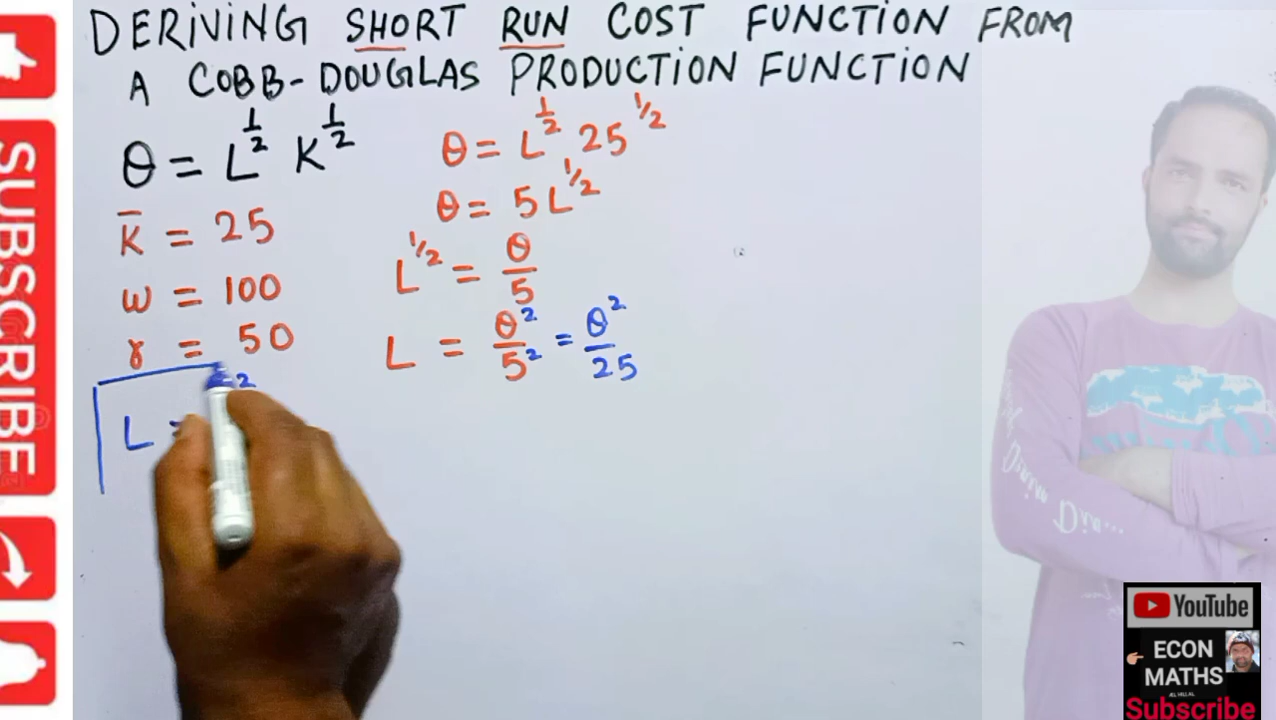 DERIVING SHORT RUN COST FUNCTION FROM
A COBB-DOUGLAS PRODUCTION FUNCTION
θ = L^1/2 K^1/2
K̄ = 25
w = 100
r = 50
L =
θ = L^1/2 25^1/2
θ = 5L^1/2
L^1/2 = θ/5
L = θ²/5² = θ²/25
SUBSCRIBE
YouTube
ECON
MATHS
Subscribe